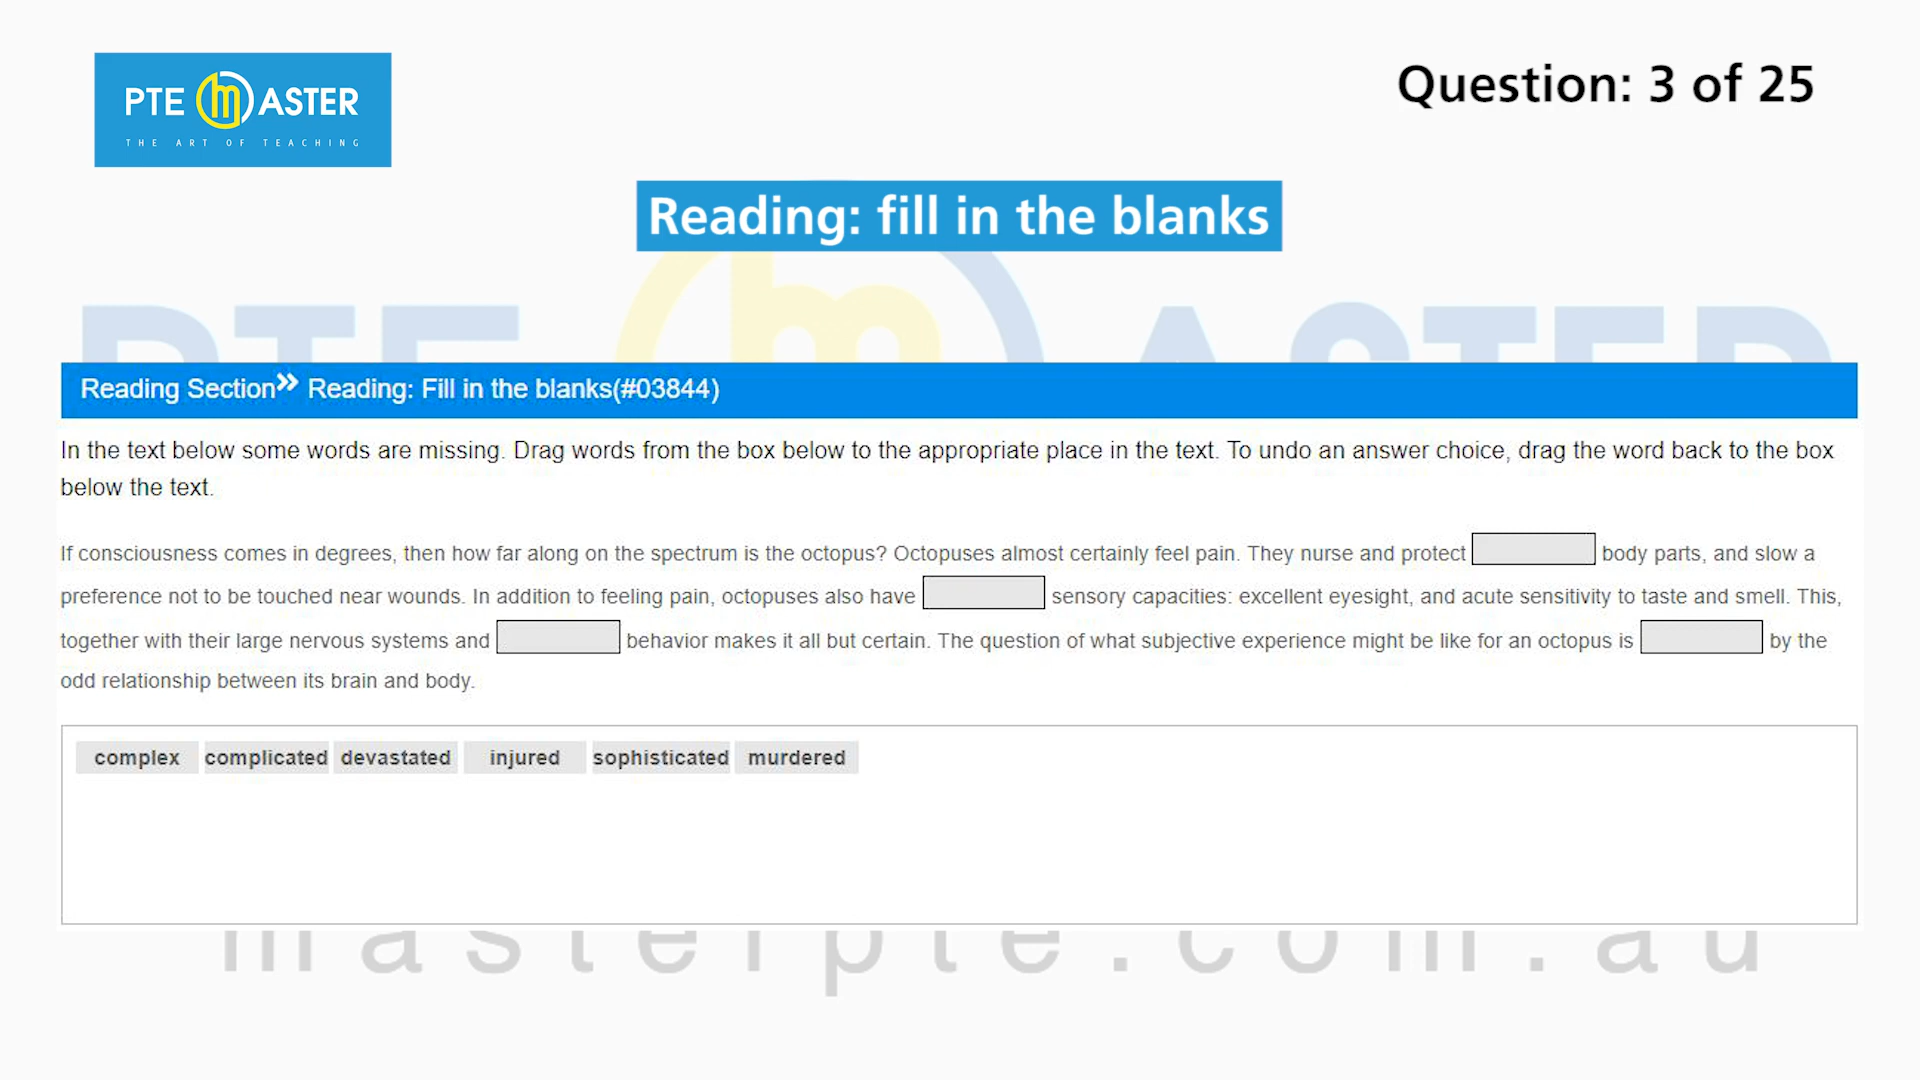 PTE MASTER
THE ART OF TEACHING
Question: 3 of 25
Reading: fill in the blanks
PTE MASTER
Reading Section» Reading: Fill in the blanks(#03844)
In the text below some words are missing. Drag words from the box below to the appropriate place in the text. To undo an answer choice, drag the word back to the box
below the text.
If consciousness comes in degrees, then how far along on the spectrum is the octopus? Octopuses almost certainly feel pain. They nurse and protect body parts, and slow a
preference not to be touched near wounds. In addition to feeling pain, octopuses also have sensory capacities: excellent eyesight, and acute sensitivity to taste and smell. This,
together with their large nervous systems and behavior makes it all but certain. The question of what subjective experience might be like for an octopus is by the
odd relationship between its brain and body.
complex complicated devastated injured sophisticated murdered
masterpte.com.au